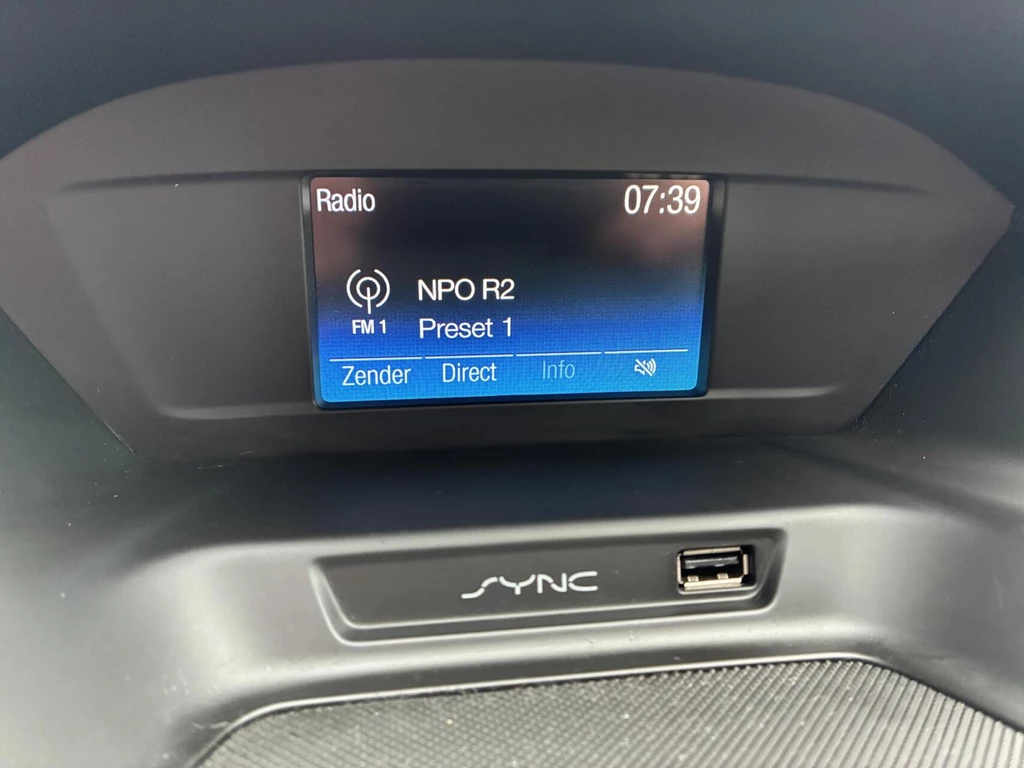 Radio 07:39
NPO R2
FM 1 Preset 1
Zender Direct Info
SYNC